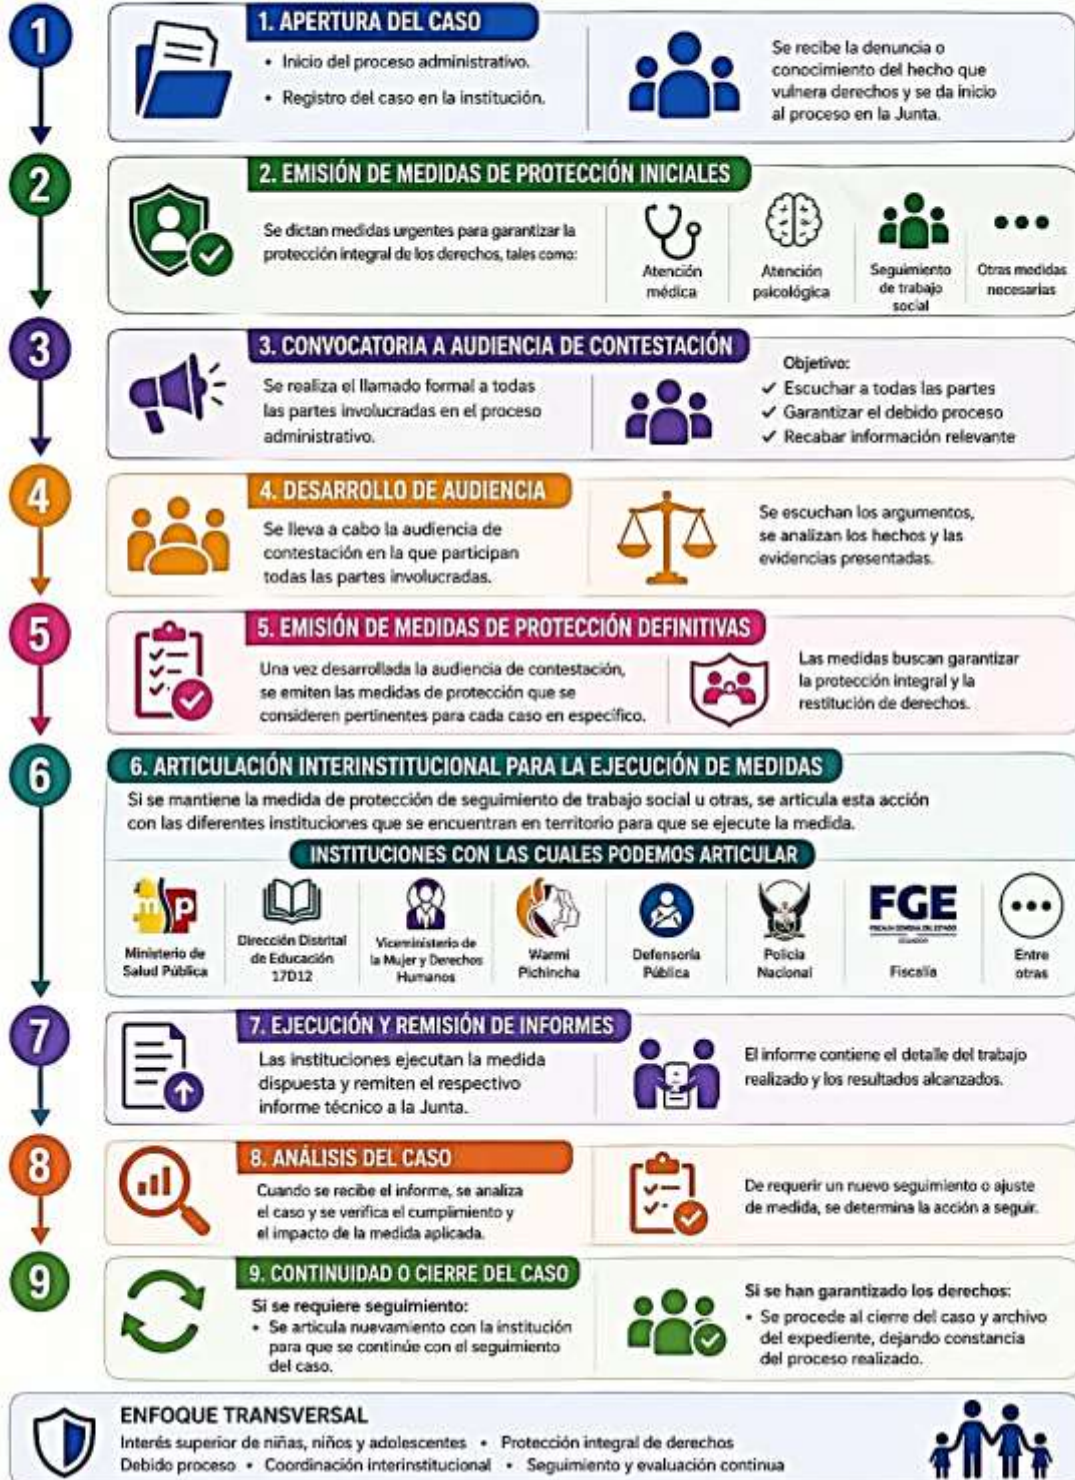 1
1. APERTURA DEL CASO
• Inicio del proceso administrativo.
• Registro del caso en la institución.
Se recibe la denuncia o
conocimiento del hecho que
vulnera derechos y se da inicio
al proceso en la Junta.
2
2. EMISIÓN DE MEDIDAS DE PROTECCIÓN INICIALES
Se dictan medidas urgentes para garantizar la
protección integral de los derechos, tales como:
Atención
médica
Atención
psicológica
Seguimiento
de trabajo
social
Otras medidas
necesarias
3
3. CONVOCATORIA A AUDIENCIA DE CONTESTACIÓN
Se realiza el llamado formal a todas
las partes involucradas en el proceso
administrativo.
Objetivo:
✓ Escuchar a todas las partes
✓ Garantizar el debido proceso
✓ Recabar información relevante
4
4. DESARROLLO DE AUDIENCIA
Se lleva a cabo la audiencia de
contestación en la que participan
todas las partes involucradas.
Se escuchan los argumentos,
se analizan los hechos y las
evidencias presentadas.
5
5. EMISIÓN DE MEDIDAS DE PROTECCIÓN DEFINITIVAS
Una vez desarrollada la audiencia de contestación,
se emiten las medidas de protección que se
consideren pertinentes para cada caso en específico.
Las medidas buscan garantizar
la protección integral y la
restitución de derechos.
6
6. ARTICULACIÓN INTERINSTITUCIONAL PARA LA EJECUCIÓN DE MEDIDAS
Si se mantiene la medida de protección de seguimiento de trabajo social u otras, se articula esta acción
con las diferentes instituciones que se encuentran en territorio para que se ejecute la medida.
INSTITUCIONES CON LAS CUALES PODEMOS ARTICULAR
msp
Ministerio de
Salud Pública
Dirección Distrital
de Educación
17D12
Viceministerio de
la Mujer y Derechos
Humanos
Warmi
Pichincha
Defensoría
Pública
Policía
Nacional
FGE
FISCALÍA GENERAL DEL ESTADO
ECUADOR
Fiscalía
Entre
otras
7
7. EJECUCIÓN Y REMISIÓN DE INFORMES
Las instituciones ejecutan la medida
dispuesta y remiten el respectivo
informe técnico a la Junta.
El informe contiene el detalle del trabajo
realizado y los resultados alcanzados.
8
8. ANÁLISIS DEL CASO
Cuando se recibe el informe, se analiza
el caso y se verifica el cumplimiento y
el impacto de la medida aplicada.
De requerir un nuevo seguimiento o ajuste
de medida, se determina la acción a seguir.
9
9. CONTINUIDAD O CIERRE DEL CASO
Si se requiere seguimiento:
• Se articula nuevamiento con la institución
para que se continúe con el seguimiento
del caso.
Si se han garantizado los derechos:
• Se procede al cierre del caso y archivo
del expediente, dejando constancia
del proceso realizado.
ENFOQUE TRANSVERSAL
Interés superior de niñas, niños y adolescentes • Protección integral de derechos
Debido proceso • Coordinación interinstitucional • Seguimiento y evaluación continua